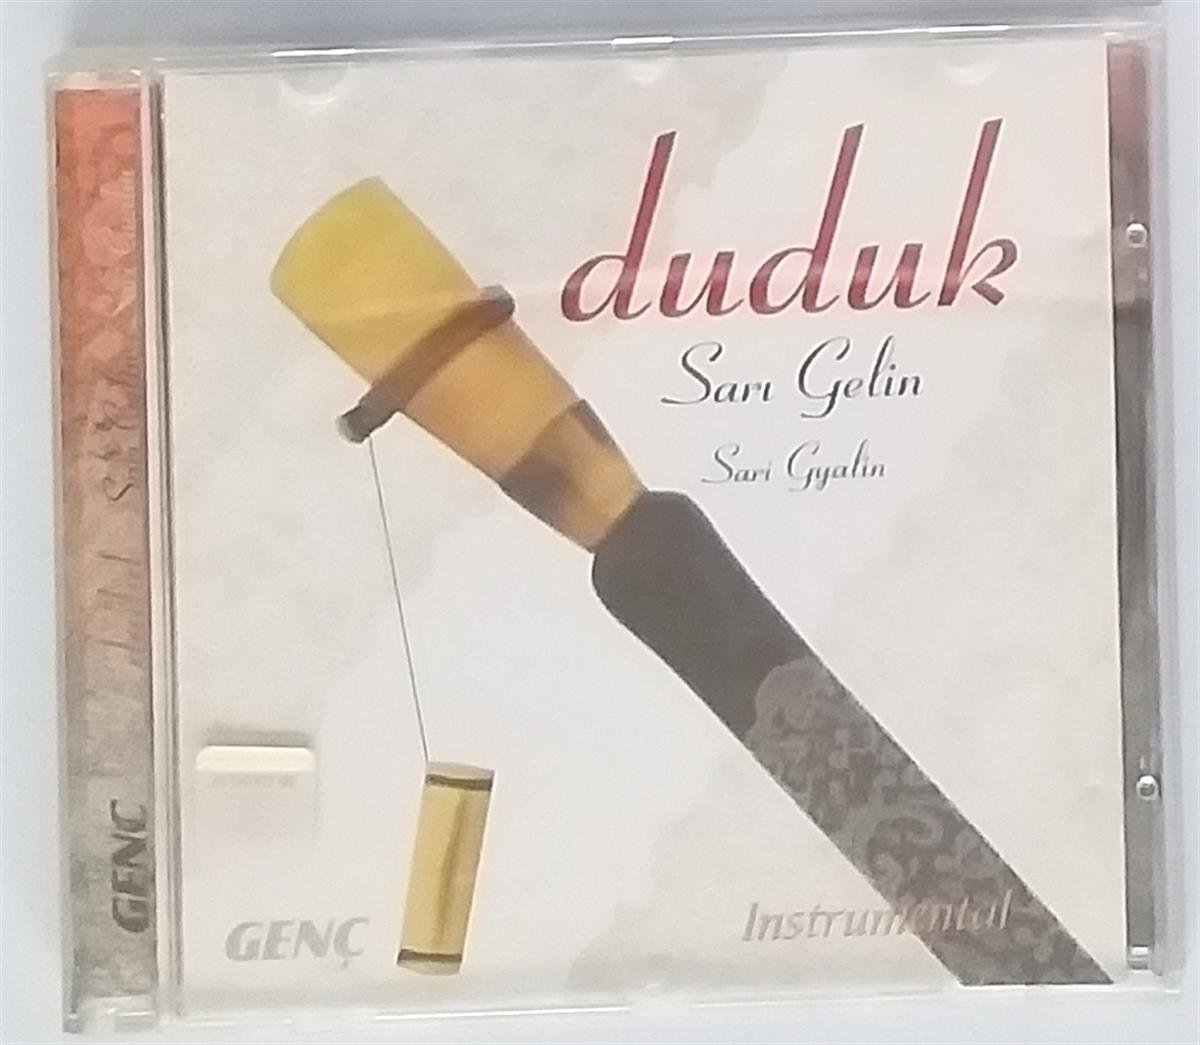 duduk
Sarı Gelin
Sari Gyalin
GENÇ
Instrumental
GENÇ